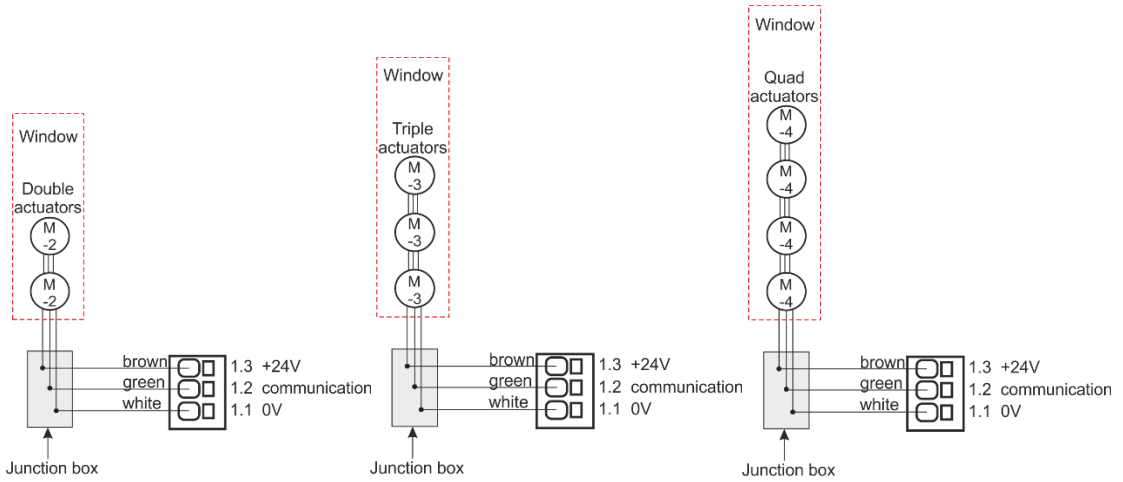 Window
Double
actuators
M
-2
M
-2
brown
1.3 +24V
green
1.2 communication
white
1.1 0V
Junction box
Window
Triple
actuators
M
-3
M
-3
M
-3
brown
1.3 +24V
green
1.2 communication
white
1.1 0V
Junction box
Window
Quad
actuators
M
-4
M
-4
M
-4
M
-4
brown
1.3 +24V
green
1.2 communication
white
1.1 0V
Junction box